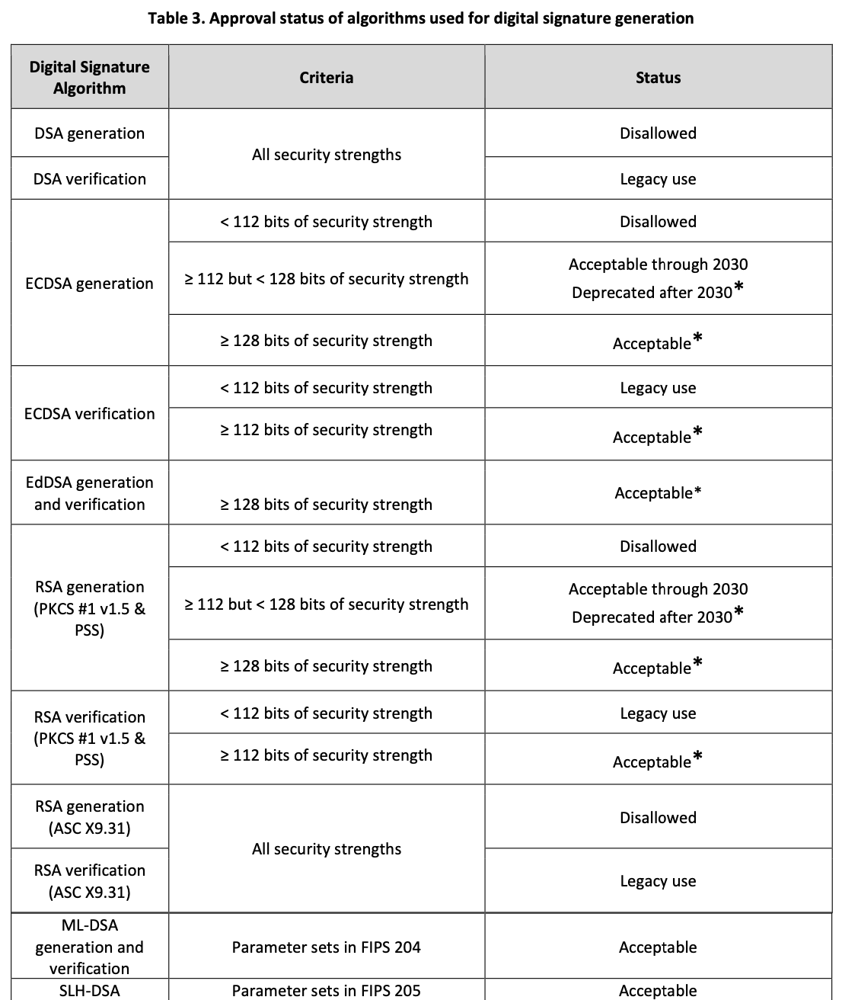 Table 3. Approval status of algorithms used for digital signature generation
Digital Signature
Algorithm
Criteria
Status
DSA generation
All security strengths
Disallowed
DSA verification
Legacy use
ECDSA generation
< 112 bits of security strength
Disallowed
≥ 112 but < 128 bits of security strength
Acceptable through 2030
Deprecated after 2030*
≥ 128 bits of security strength
Acceptable*
ECDSA verification
< 112 bits of security strength
Legacy use
≥ 112 bits of security strength
Acceptable*
EdDSA generation
and verification
≥ 128 bits of security strength
Acceptable*
RSA generation
(PKCS #1 v1.5 &
PSS)
< 112 bits of security strength
Disallowed
≥ 112 but < 128 bits of security strength
Acceptable through 2030
Deprecated after 2030*
≥ 128 bits of security strength
Acceptable*
RSA verification
(PKCS #1 v1.5 &
PSS)
< 112 bits of security strength
Legacy use
≥ 112 bits of security strength
Acceptable*
RSA generation
(ASC X9.31)
All security strengths
Disallowed
RSA verification
(ASC X9.31)
Legacy use
ML-DSA
generation and
verification
Parameter sets in FIPS 204
Acceptable
SLH-DSA
Parameter sets in FIPS 205
Acceptable